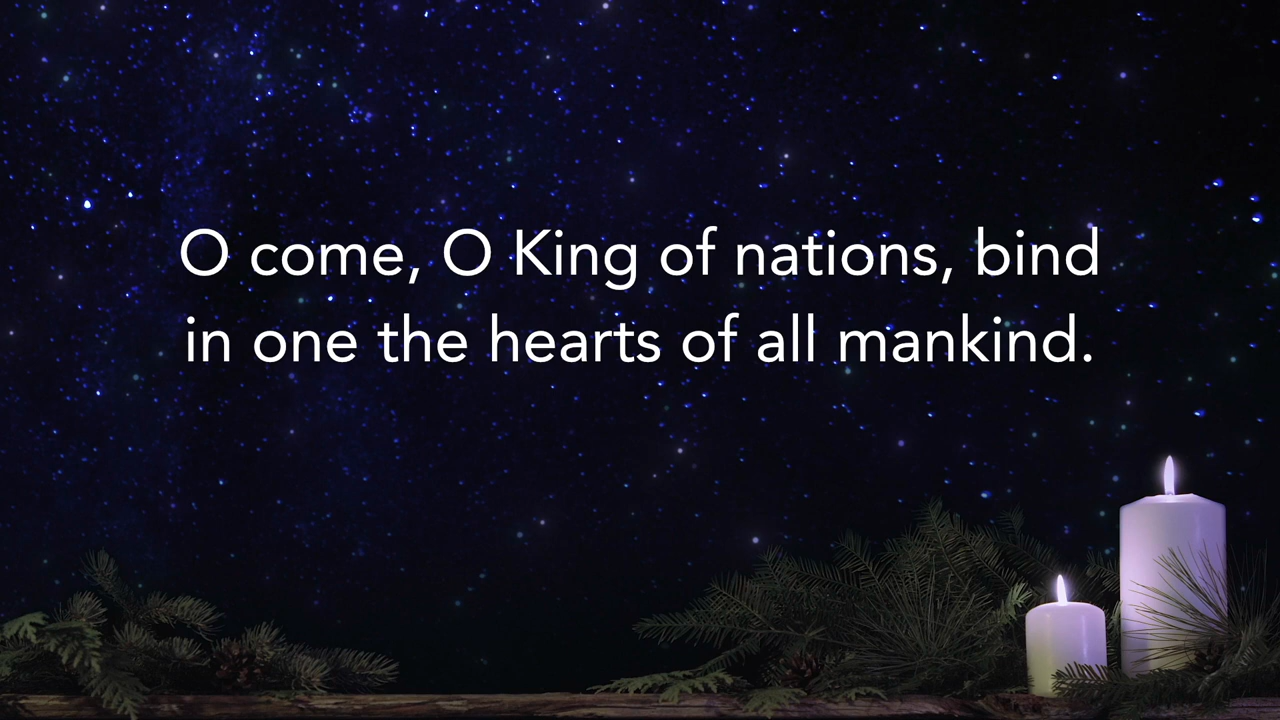 O come, O King of nations, bind
in one the hearts of all mankind.